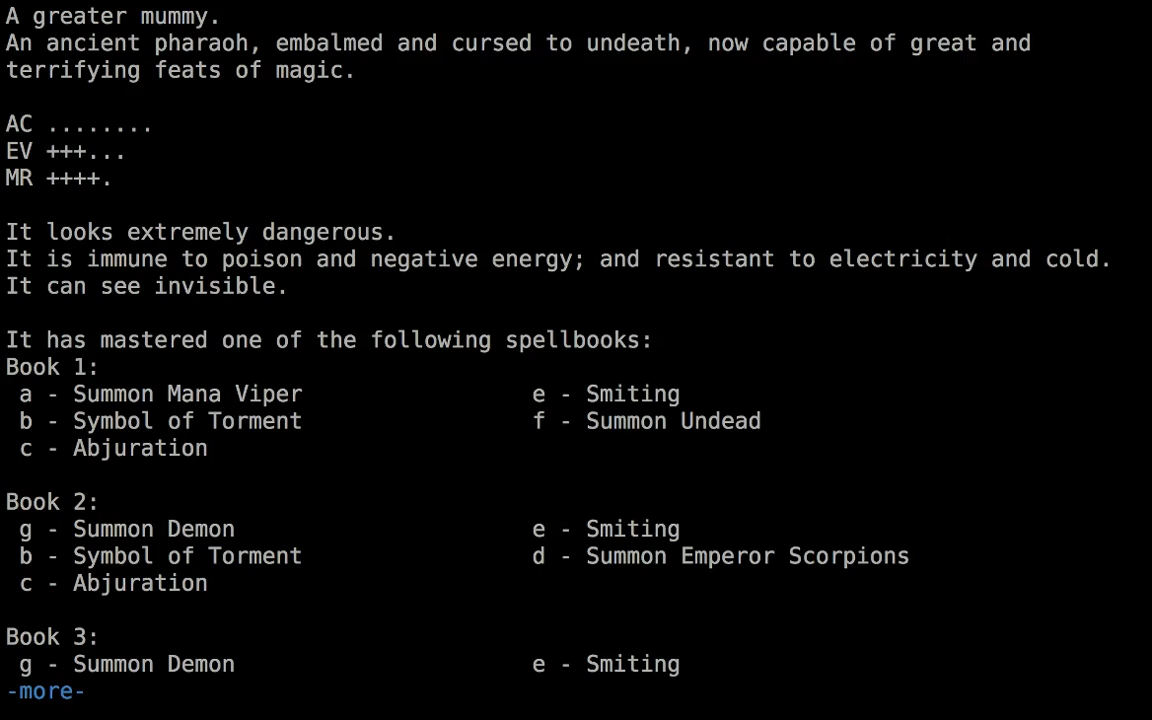 A greater mummy.
An ancient pharaoh, embalmed and cursed to undeath, now capable of great and
terrifying feats of magic.
AC ........
EV +++...
MR ++++.
It looks extremely dangerous.
It is immune to poison and negative energy; and resistant to electricity and cold.
It can see invisible.
It has mastered one of the following spellbooks:
Book 1:
a - Summon Mana Viper e - Smiting
b - Symbol of Torment f - Summon Undead
c - Abjuration
Book 2:
g - Summon Demon e - Smiting
b - Symbol of Torment d - Summon Emperor Scorpions
c - Abjuration
Book 3:
g - Summon Demon e - Smiting
-more-